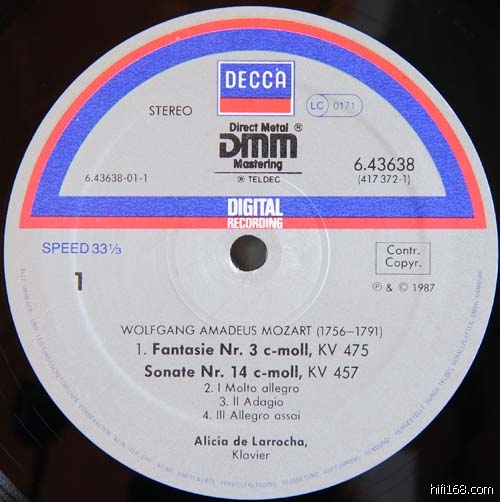 DECCA
STEREO
LC 0171
Direct Metal ®
DMM
Mastering
® TELDEC
6.43638
(417 372-1)
6.43638-01-1
DIGITAL
RECORDING
SPEED 33⅓
Contr.
Copyr.
1
℗ & © 1987
WOLFGANG AMADEUS MOZART (1756–1791)
1. Fantasie Nr. 3 c-moll, KV 475
Sonate Nr. 14 c-moll, KV 457
2. I Molto allegro
3. II Adagio
4. III Allegro assai
Alicia de Larrocha,
Klavier
hifi168.com